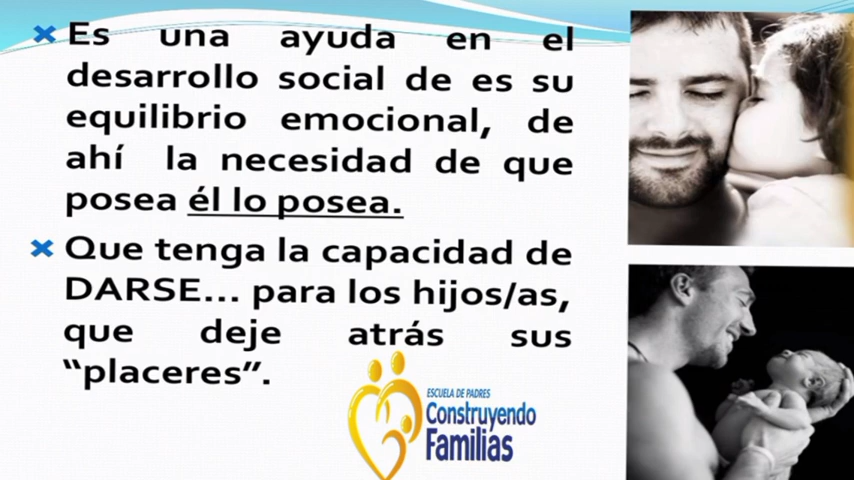 Es una ayuda en el
desarrollo social de es su
equilibrio emocional, de
ahí la necesidad de que
posea él lo posea.
Que tenga la capacidad de
DARSE... para los hijos/as,
que deje atrás sus
“placeres”.
ESCUELA DE PADRES
Construyendo
Familias